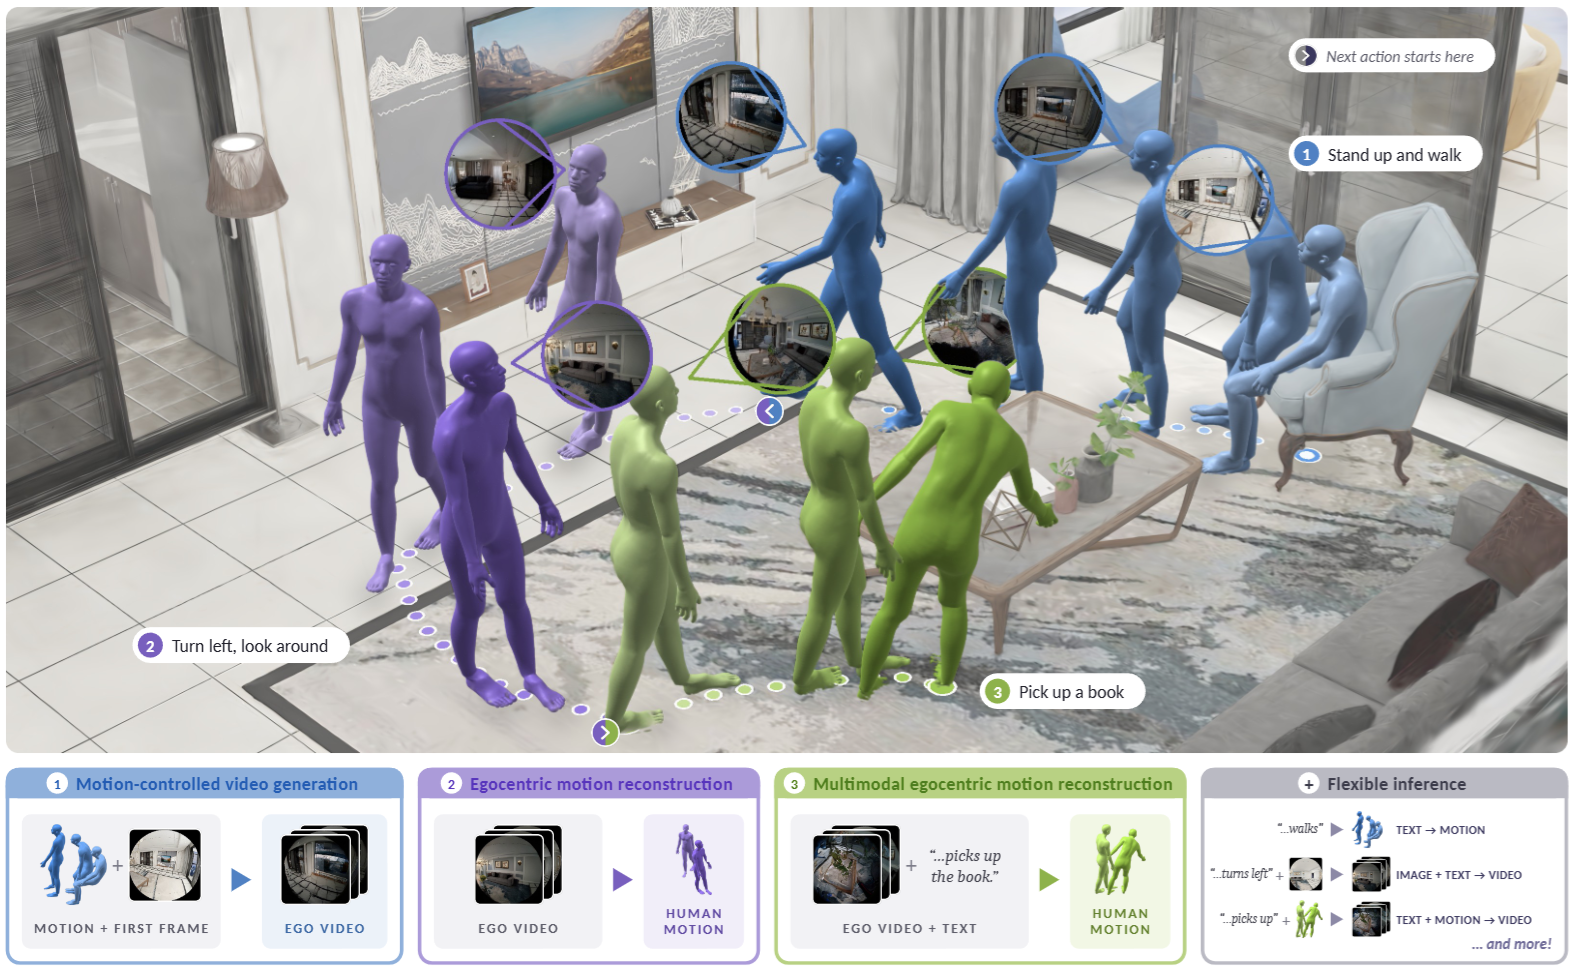 Next action starts here
1 Stand up and walk
2 Turn left, look around
3 Pick up a book
1 Motion-controlled video generation
+
MOTION + FIRST FRAME
EGO VIDEO
2 Egocentric motion reconstruction
EGO VIDEO
HUMAN
MOTION
3 Multimodal egocentric motion reconstruction
+ "...picks up
the book."
EGO VIDEO + TEXT
HUMAN
MOTION
+ Flexible inference
"...walks" TEXT → MOTION
"...turns left" + IMAGE + TEXT → VIDEO
"...picks up" + TEXT + MOTION → VIDEO
... and more!